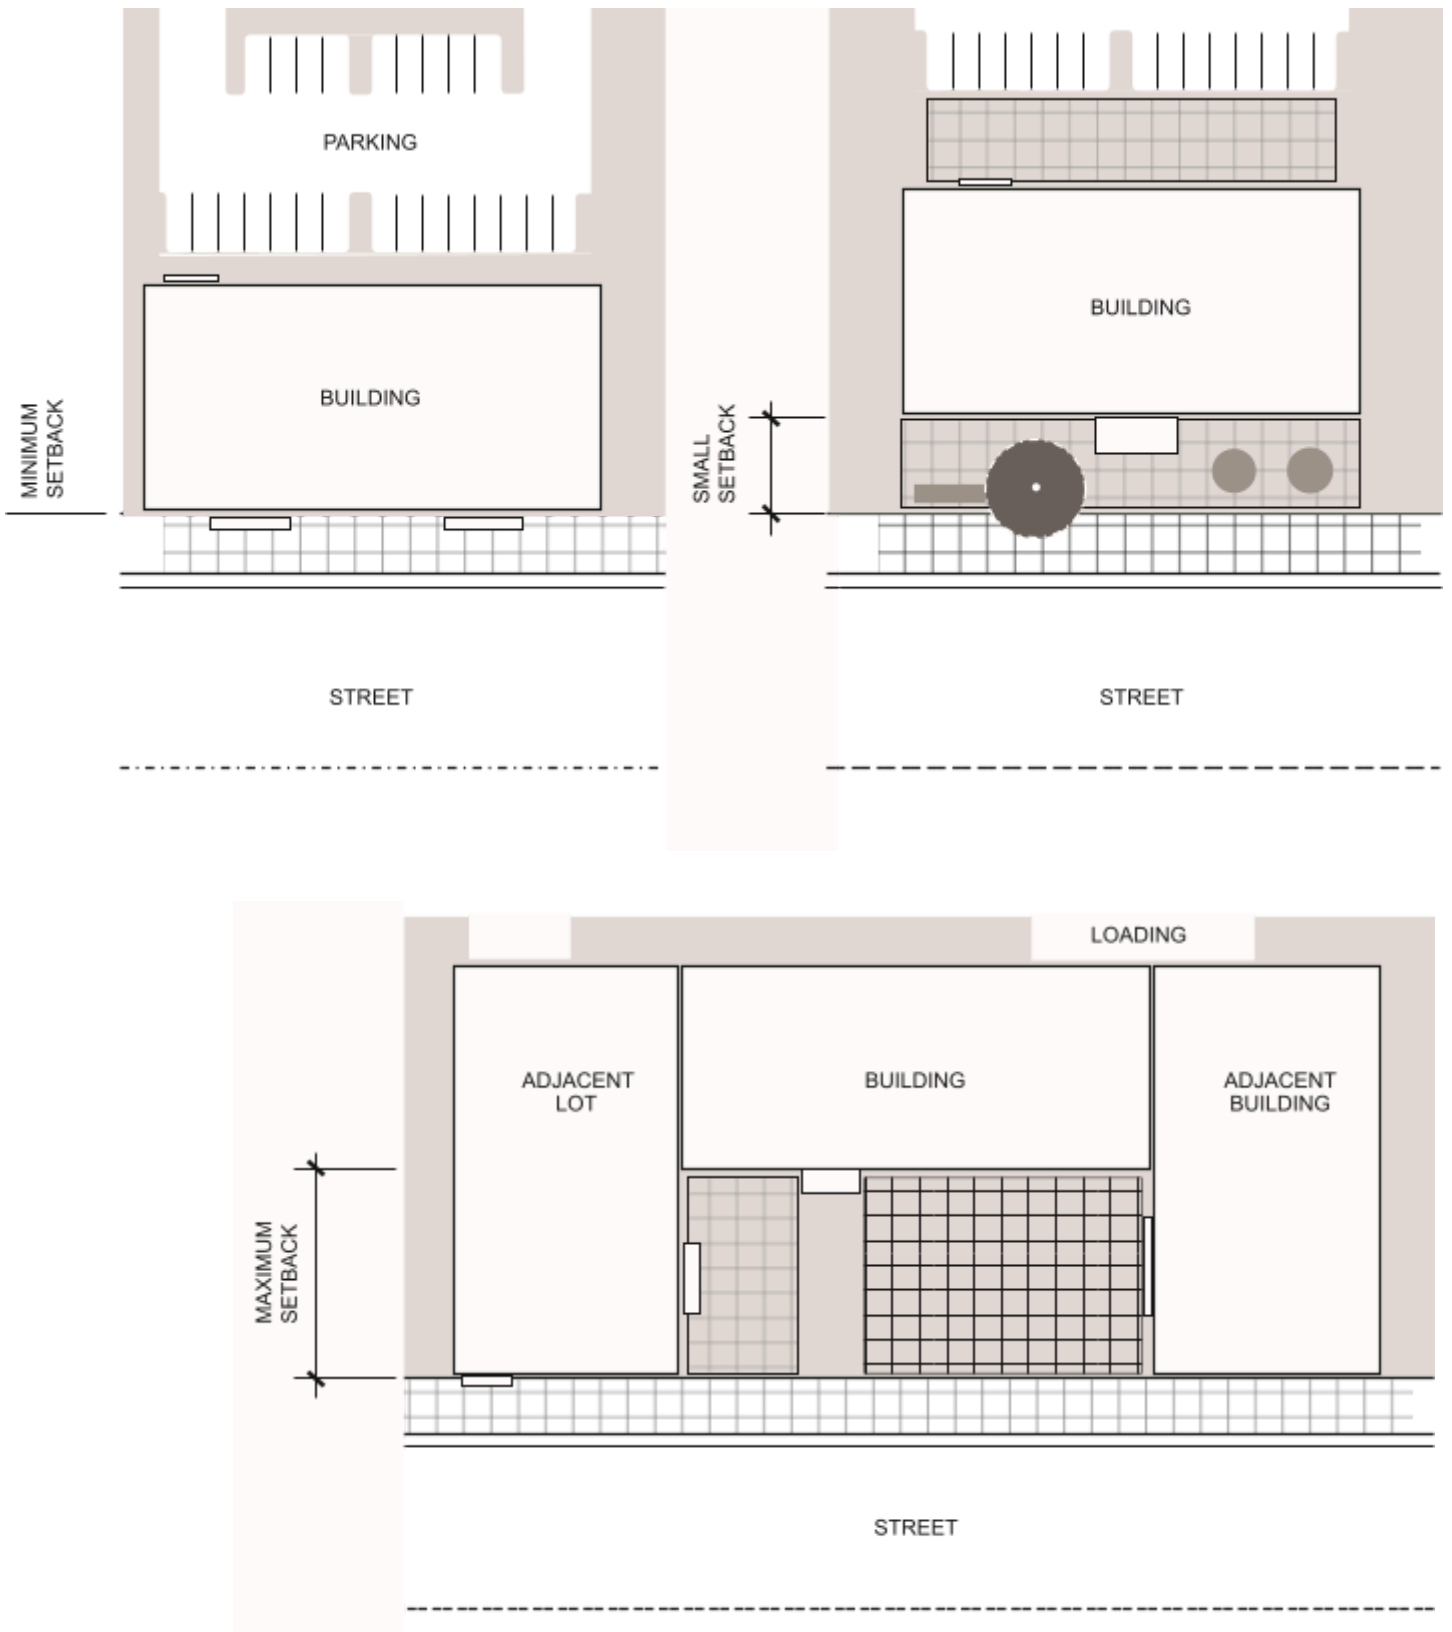 PARKING
BUILDING
MINIMUM
SETBACK
STREET
BUILDING
SMALL
SETBACK
STREET
LOADING
ADJACENT
LOT
BUILDING
ADJACENT
BUILDING
MAXIMUM
SETBACK
STREET